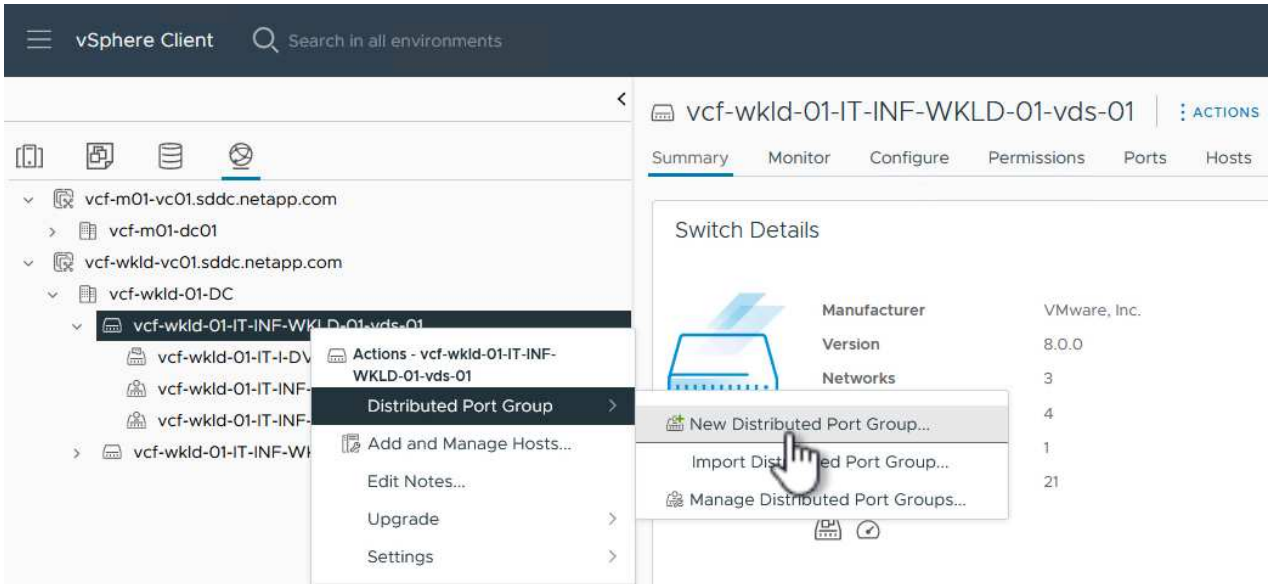 vSphere Client
Search in all environments
vcf-wkld-01-IT-INF-WKLD-01-vds-01
ACTIONS
Summary Monitor Configure Permissions Ports Hosts
vcf-m01-vc01.sddc.netapp.com
vcf-m01-dc01
vcf-wkld-vc01.sddc.netapp.com
vcf-wkld-01-DC
vcf-wkld-01-IT-INF-WKLD-01-vds-01
vcf-wkld-01-IT-I-DV
vcf-wkld-01-IT-INF-
vcf-wkld-01-IT-INF-
vcf-wkld-01-IT-INF-WK
Actions - vcf-wkld-01-IT-INF-
WKLD-01-vds-01
Distributed Port Group
Add and Manage Hosts...
Edit Notes...
Upgrade
Settings
New Distributed Port Group...
Import Distributed Port Group...
Manage Distributed Port Groups...
Switch Details
Manufacturer VMware, Inc.
Version 8.0.0
Networks 3
4
1
21